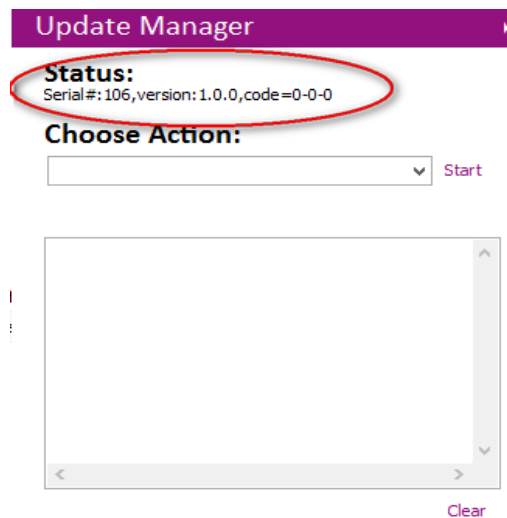 Update Manager
Status:
Serial#:106,version:1.0.0,code=0-0-0
Choose Action:
Start
Clear